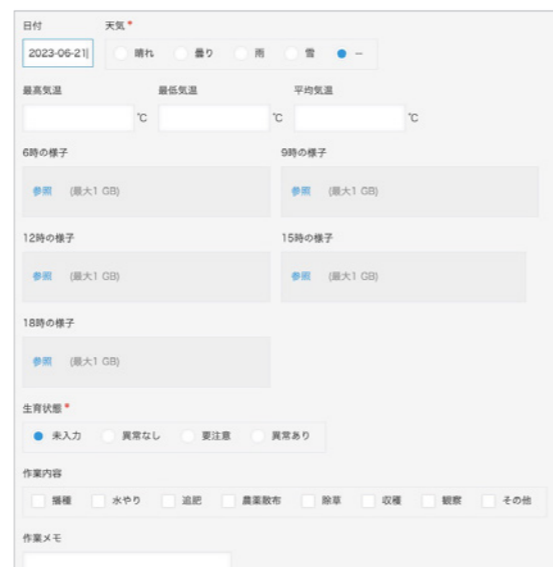 日付 天気*
2023-06-21 晴れ 曇り 雨 雪 －
最高気温 最低気温 平均気温
℃ ℃ ℃
6時の様子 9時の様子
参照 (最大1 GB) 参照 (最大1 GB)
12時の様子 15時の様子
参照 (最大1 GB) 参照 (最大1 GB)
18時の様子
参照 (最大1 GB)
生育状態*
未入力 異常なし 要注意 異常あり
作業内容
播種 水やり 追肥 農薬散布 除草 収穫 観察 その他
作業メモ